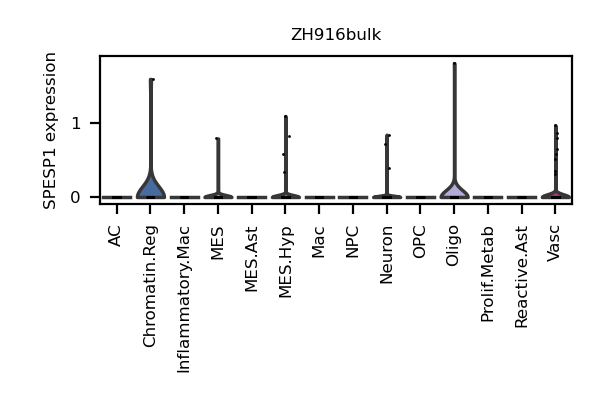 ZH916bulk
SPESP1 expression
1
0
AC
Chromatin.Reg
Inflammatory.Mac
MES
MES.Ast
MES.Hyp
Mac
NPC
Neuron
OPC
Oligo
Prolif.Metab
Reactive.Ast
Vasc